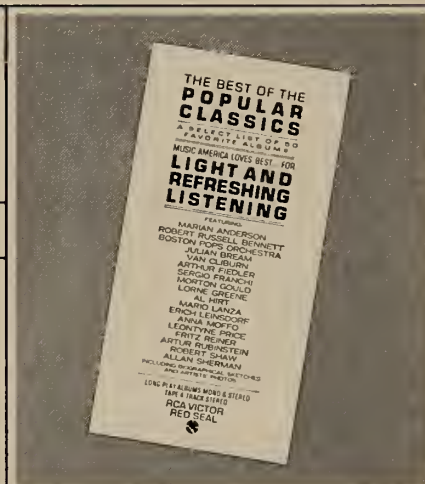 THE BEST OF THE
POPULAR
CLASSICS
A SELECT LIST OF 50
FAVORITE ALBUMS
MUSIC AMERICA LOVES BEST... FOR
LIGHT AND
REFRESHING
LISTENING
FEATURING:
MARIAN ANDERSON
ROBERT RUSSELL BENNETT
BOSTON POPS ORCHESTRA
JULIAN BREAM
VAN CLIBURN
ARTHUR FIEDLER
SERGIO FRANCHI
MORTON GOULD
LORNE GREENE
AL HIRT
MARIO LANZA
ERICH LEINSDORF
ANNA MOFFO
LEONTYNE PRICE
FRITZ REINER
ARTUR RUBINSTEIN
ROBERT SHAW
ALLAN SHERMAN
INCLUDING BIOGRAPHICAL SKETCHES
AND ARTISTS' PHOTOS
LONG PLAY ALBUMS MONO & STEREO
TAPE 4 TRACK STEREO
RCA VICTOR
RED SEAL